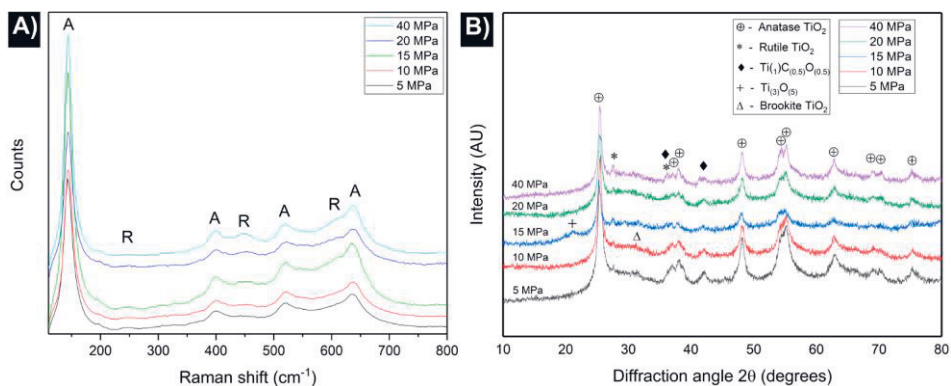 A)
A
40 MPa
20 MPa
15 MPa
10 MPa
5 MPa
Counts
R
A
R
A
R
A
200
300
400
500
600
700
800
Raman shift (cm⁻¹)
B)
⊕ - Anatase TiO₂
* - Rutile TiO₂
◆ - Ti(₁)C(₀.₅)O(₀.₅)
+ - Ti(₃)O(₅)
Δ - Brookite TiO₂
40 MPa
20 MPa
15 MPa
10 MPa
5 MPa
Intensity (AU)
40 MPa
20 MPa
15 MPa
10 MPa
5 MPa
10
20
30
40
50
60
70
80
Diffraction angle 2θ (degrees)